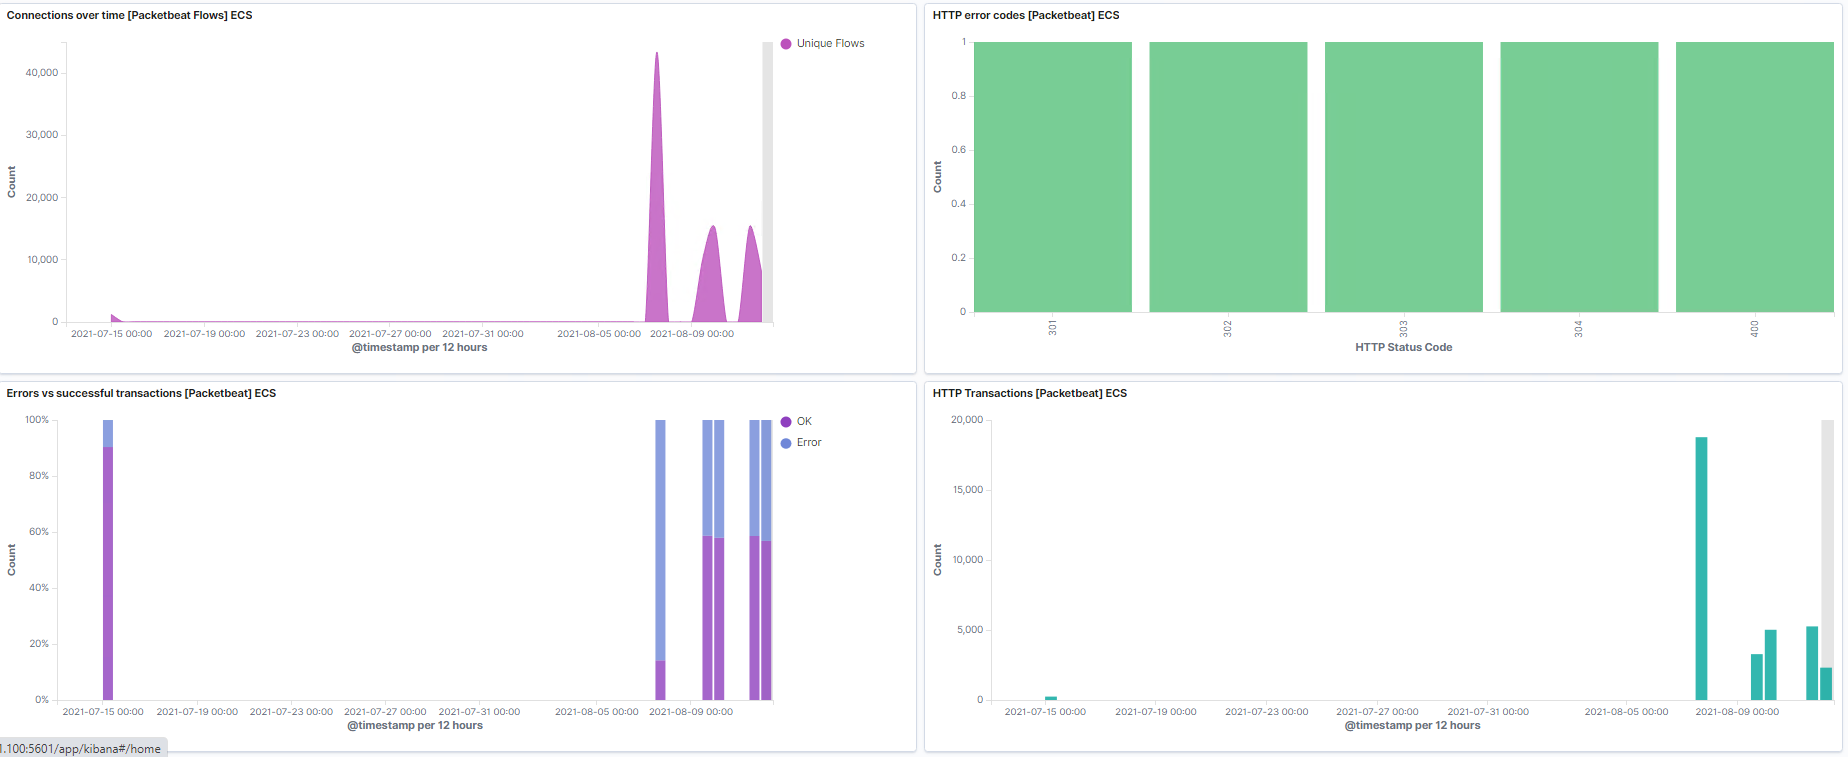 Connections over time [Packetbeat Flows] ECS
Unique Flows
40,000
30,000
20,000
10,000
0
Count
2021-07-15 00:00 2021-07-19 00:00 2021-07-23 00:00 2021-07-27 00:00 2021-07-31 00:00 2021-08-05 00:00 2021-08-09 00:00
@timestamp per 12 hours
HTTP error codes [Packetbeat] ECS
1
0.8
0.6
0.4
0.2
0
Count
301 302 303 304 400
HTTP Status Code
Errors vs successful transactions [Packetbeat] ECS
OK
Error
100%
80%
60%
40%
20%
0%
Count
2021-07-15 00:00 2021-07-19 00:00 2021-07-23 00:00 2021-07-27 00:00 2021-07-31 00:00 2021-08-05 00:00 2021-08-09 00:00
@timestamp per 12 hours
HTTP Transactions [Packetbeat] ECS
20,000
15,000
10,000
5,000
0
Count
2021-07-15 00:00 2021-07-19 00:00 2021-07-23 00:00 2021-07-27 00:00 2021-07-31 00:00 2021-08-05 00:00 2021-08-09 00:00
@timestamp per 12 hours
1.100:5601/app/kibana#/home